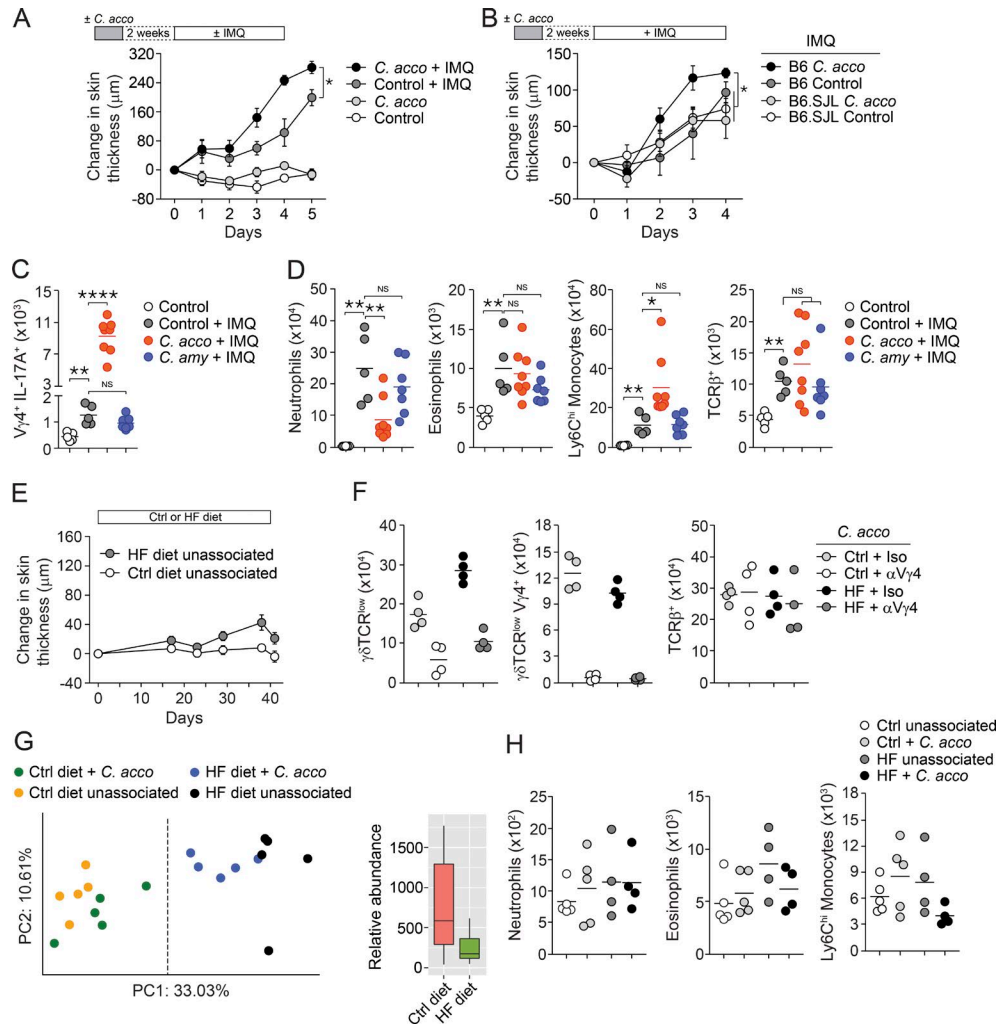 A
± C. acco
2 weeks
± IMQ
Change in skin
thickness (μm)
320
240
160
80
0
-80
0 1 2 3 4 5
Days
C. acco + IMQ
Control + IMQ
C. acco
Control
*
B
± C. acco
2 weeks
+ IMQ
Change in skin
thickness (μm)
150
100
50
0
-50
0 1 2 3 4
Days
IMQ
B6 C. acco
B6 Control
B6.SJL C. acco
B6.SJL Control
*
C
Vγ4⁺ IL-17A⁺ (x10³)
15
11
7
3
2
1
0
**
****
NS
Control
Control + IMQ
C. acco + IMQ
C. amy + IMQ
D
Neutrophils (x10⁴)
50
40
30
20
10
0
NS
** **
Eosinophils (x10³)
20
15
10
5
0
NS
** NS
Ly6Cʰⁱ Monocytes (x10⁴)
80
60
40
20
0
NS
*
**
TCRβ⁺ (x10³)
25
20
15
10
5
0
NS
**
Control
Control + IMQ
C. acco + IMQ
C. amy + IMQ
E
Ctrl or HF diet
Change in skin
thickness (μm)
160
120
80
40
0
-40
0 10 20 30 40
Days
HF diet unassociated
Ctrl diet unassociated
F
γδTCRˡᵒʷ (x10⁴)
40
30
20
10
0
γδTCRˡᵒʷ Vγ4⁺ (x10⁴)
18
15
12
9
6
3
0
TCRβ⁺ (x10⁴)
50
40
30
20
10
0
C. acco
Ctrl + Iso
Ctrl + αVγ4
HF + Iso
HF + αVγ4
G
Ctrl diet + C. acco
Ctrl diet unassociated
HF diet + C. acco
HF diet unassociated
PC2: 10.61%
PC1: 33.03%
Relative abundance
1500
1000
500
0
Ctrl diet
HF diet
H
Ctrl unassociated
Ctrl + C. acco
HF unassociated
HF + C. acco
Neutrophils (x10²)
25
20
15
10
5
0
Eosinophils (x10³)
15
12
9
6
3
0
Ly6Cʰⁱ Monocytes (x10³)
18
15
12
9
6
3
0